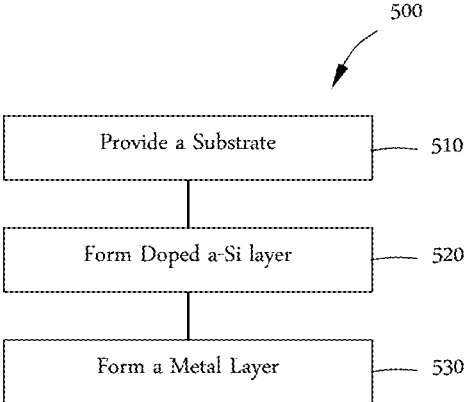 500
Provide a Substrate
510
Form Doped a-Si layer
520
Form a Metal Layer
530